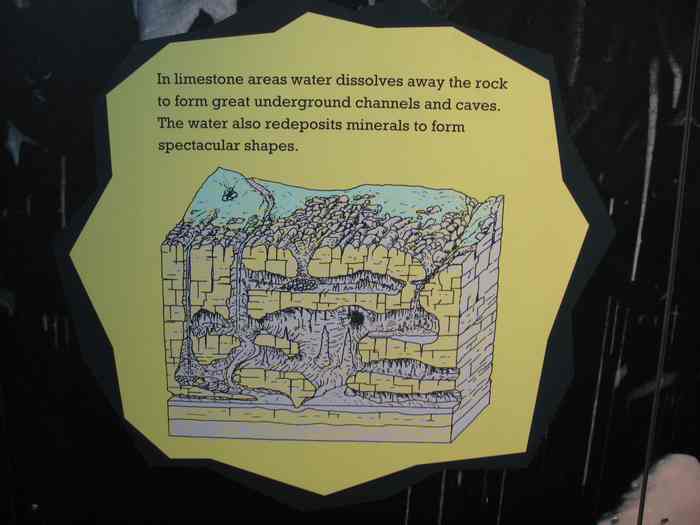 In limestone areas water dissolves away the rock
to form great underground channels and caves.
The water also redeposits minerals to form
spectacular shapes.